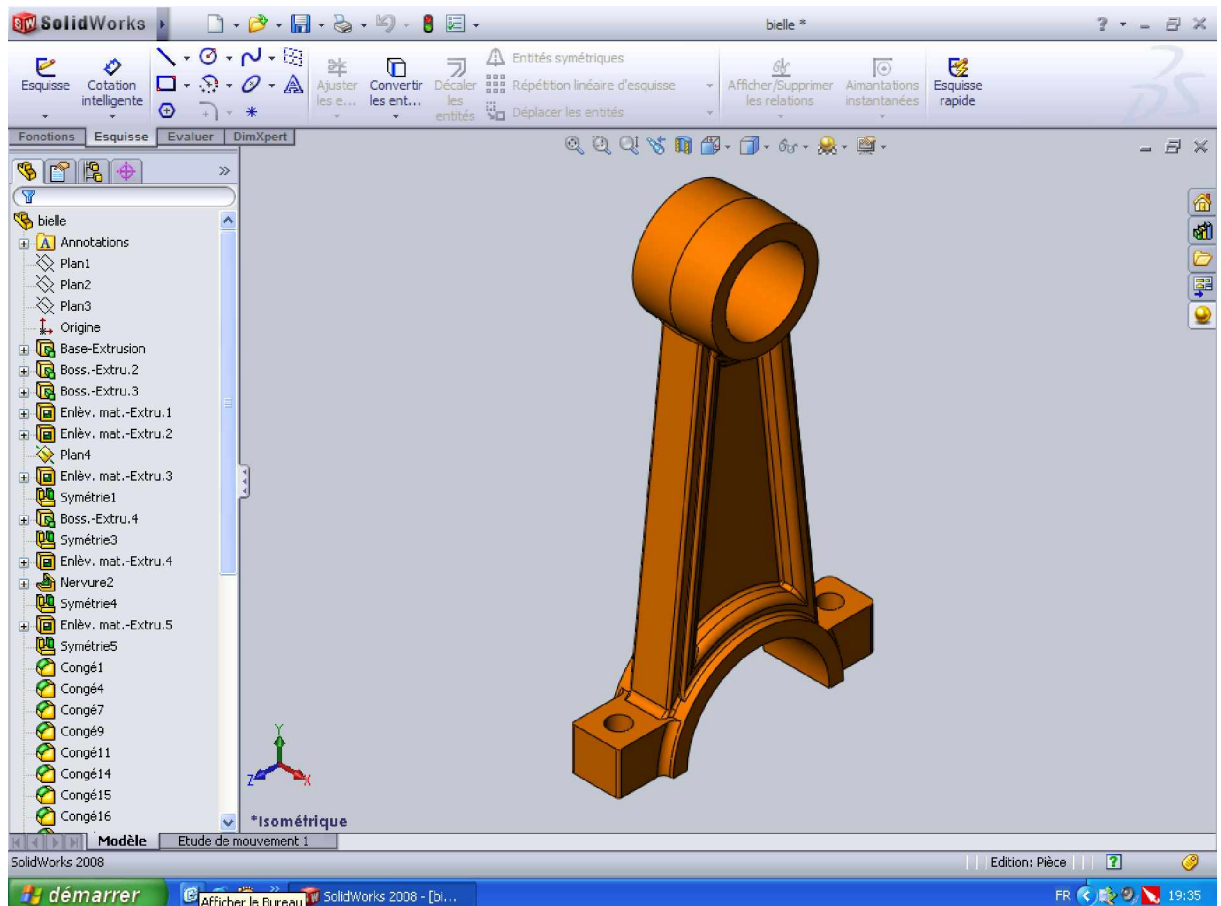 SolidWorks
bielle *
Esquisse
Cotation intelligente
Ajuster les e...
Convertir les ent...
Décaler les entités
Entités symétriques
Répétition linéaire d'esquisse
Déplacer les entités
Afficher/Supprimer les relations
Aimantations instantanées
Esquisse rapide
Fonctions Esquisse Evaluer DimXpert
bielle
Annotations
Plan1
Plan2
Plan3
Origine
Base-Extrusion
Boss.-Extru.2
Boss.-Extru.3
Enlèv. mat.-Extru.1
Enlèv. mat.-Extru.2
Plan4
Enlèv. mat.-Extru.3
Symétrie1
Boss.-Extru.4
Symétrie3
Enlèv. mat.-Extru.4
Nervure2
Symétrie4
Enlèv. mat.-Extru.5
Symétrie5
Congé1
Congé4
Congé7
Congé9
Congé11
Congé14
Congé15
Congé16
Y
Z
X
*Isométrique
Modèle Etude de mouvement 1
SolidWorks 2008
Edition: Pièce
démarrer
Afficher le Bureau
SolidWorks 2008 - [bi...
FR
19:35